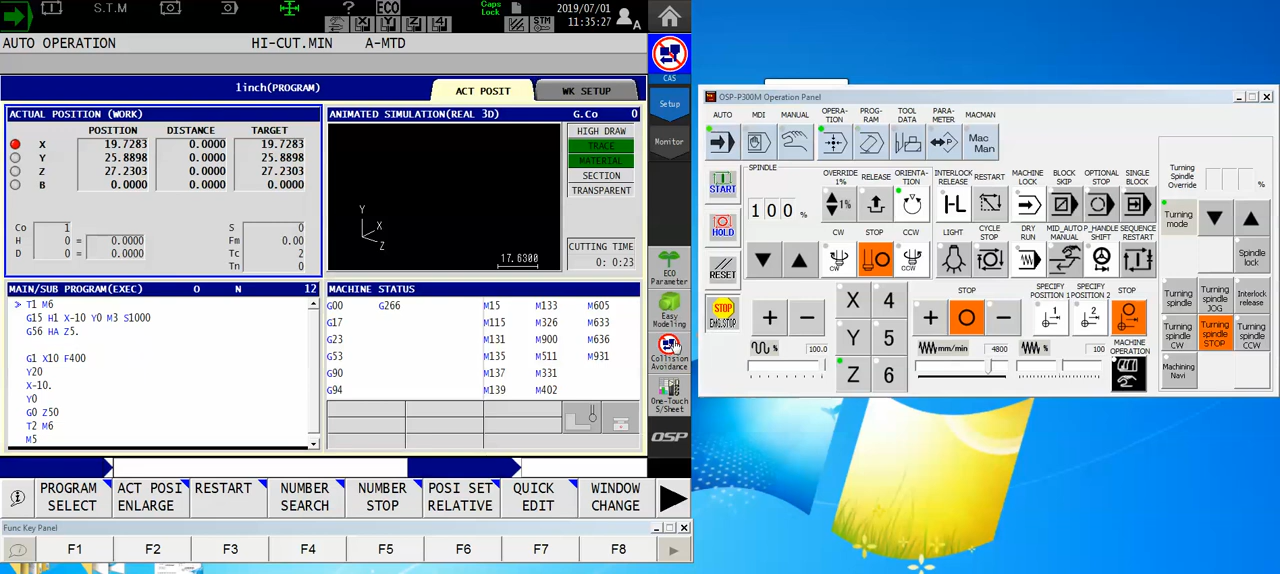 S.T.M
?
ECO
X Y Z 4
Caps Lock
STM
2019/07/01
11:35:27
A
AUTO OPERATION HI-CUT.MIN A-MTD
CAS
Setup
Monitor
ECO Parameter
Easy Modeling
Collision Avoidance
One-Touch S/Sheet
OSP
1inch(PROGRAM) ACT POSIT WK SETUP
ACTUAL POSITION (WORK)
POSITION DISTANCE TARGET
X 19.7283 0.0000 19.7283
Y 25.8898 0.0000 25.8898
Z 27.2303 0.0000 27.2303
B 0.0000 0.0000 0.0000
Co 1 S 0
H 0 = 0.0000 Fm 0.00
D 0 = 0.0000 Tc 2
Tn 0
ANIMATED SIMULATION(REAL 3D) G.Co 0
HIGH DRAW
TRACE
MATERIAL
SECTION
TRANSPARENT
CUTTING TIME
0: 0:23
Y
X
Z
17.6300
MAIN/SUB PROGRAM(EXEC) O N 12
> T1 M6
G15 H1 X-10 Y0 M3 S1000
G56 HA Z5.
G1 X10 F400
Y20
X-10.
Y0
G0 Z50
T2 M6
M5
MACHINE STATUS
G00 G266 M15 M133 M605
G17 M115 M326 M633
G23 M131 M900 M636
G53 M135 M511 M931
G90 M137 M331
G94 M139 M402
PROGRAM SELECT
ACT POSI ENLARGE
RESTART
NUMBER SEARCH
NUMBER STOP
POSI SET RELATIVE
QUICK EDIT
WINDOW CHANGE
Func Key Panel
F1 F2 F3 F4 F5 F6 F7 F8
OSP-P300M Operation Panel
AUTO MDI MANUAL OPERA-TION PROG-RAM TOOL DATA PARA-METER MACMAN
Mac Man
START
HOLD
RESET
STOP
EMG.STOP
SPINDLE
100 %
OVERRIDE 1%
1%
RELEASE
ORIENTA-TION
INTERLOCK RELEASE
RESTART
MACHINE LOCK
BLOCK SKIP
OPTIONAL STOP
SINGLE BLOCK
CW STOP CCW
CW CCW
LIGHT
CYCLE STOP
DRY RUN
MID_AUTO MANUAL
P_HANDLE SHIFT
SEQUENCE RESTART
X 4
Y 5
Z 6
STOP
SPECIFY POSITION 1
SPECIFY POSITION 2
STOP
1 2
% 100.0
mm/min 4800
% 100
MACHINE OPERATION
Turning Spindle Override
%
Turning mode
Spindle lock
Turning spindle
Turning spindle JOG
Interlock release
Turning spindle CW
Turning spindle STOP
Turning spindle CCW
Machining Navi